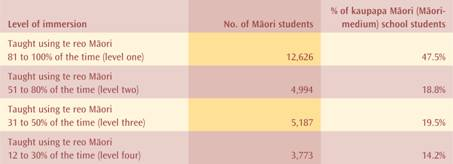 Level of immersion No. of Māori students % of kaupapa Māori (Māori-
medium) school students
Taught using te reo Māori
81 to 100% of the time (level one) 12,626 47.5%
Taught using te reo Māori
51 to 80% of the time (level two) 4,994 18.8%
Taught using te reo Māori
31 to 50% of the time (level three) 5,187 19.5%
Taught using te reo Māori
12 to 30% of the time (level four) 3,773 14.2%